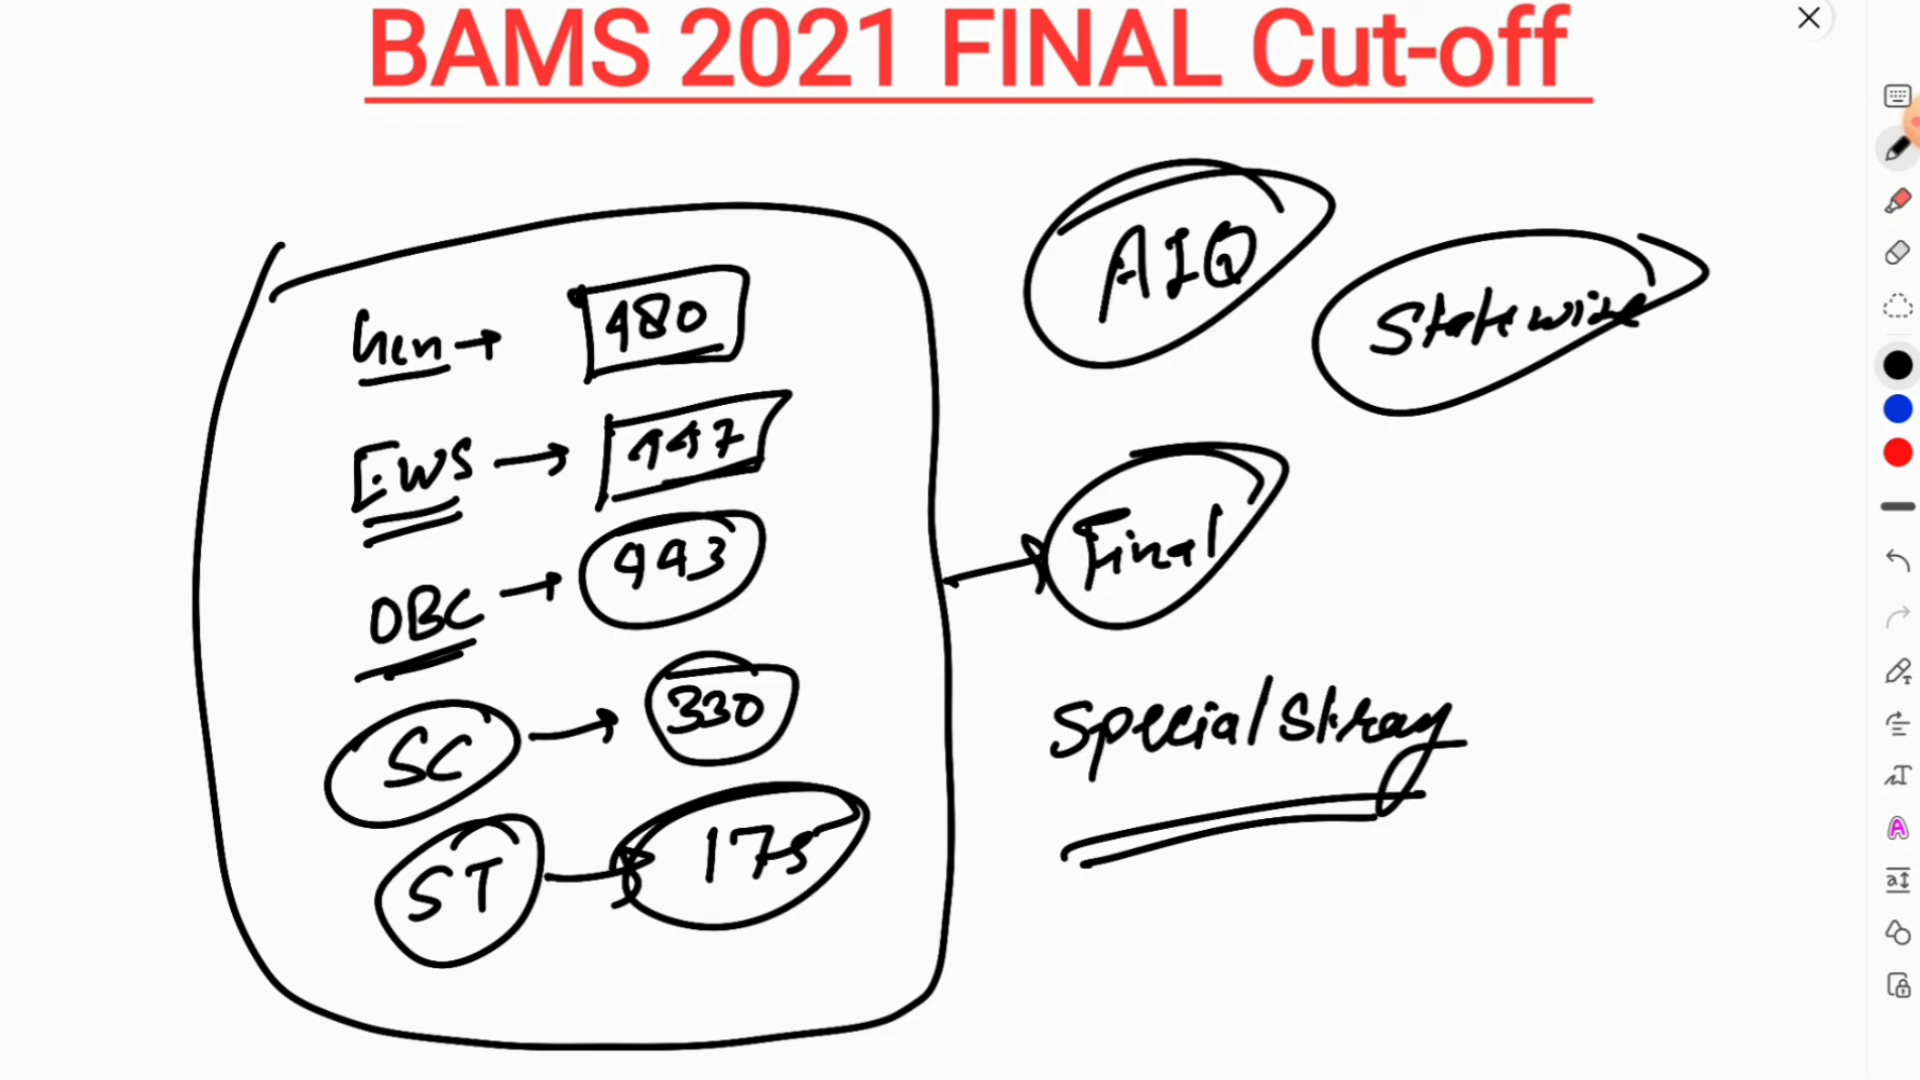 BAMS 2021 FINAL Cut-off
Gen → 480
EWS → 447
OBC → 443
SC → 330
ST → 175
AIQ
Statewise
Final
Special Stray